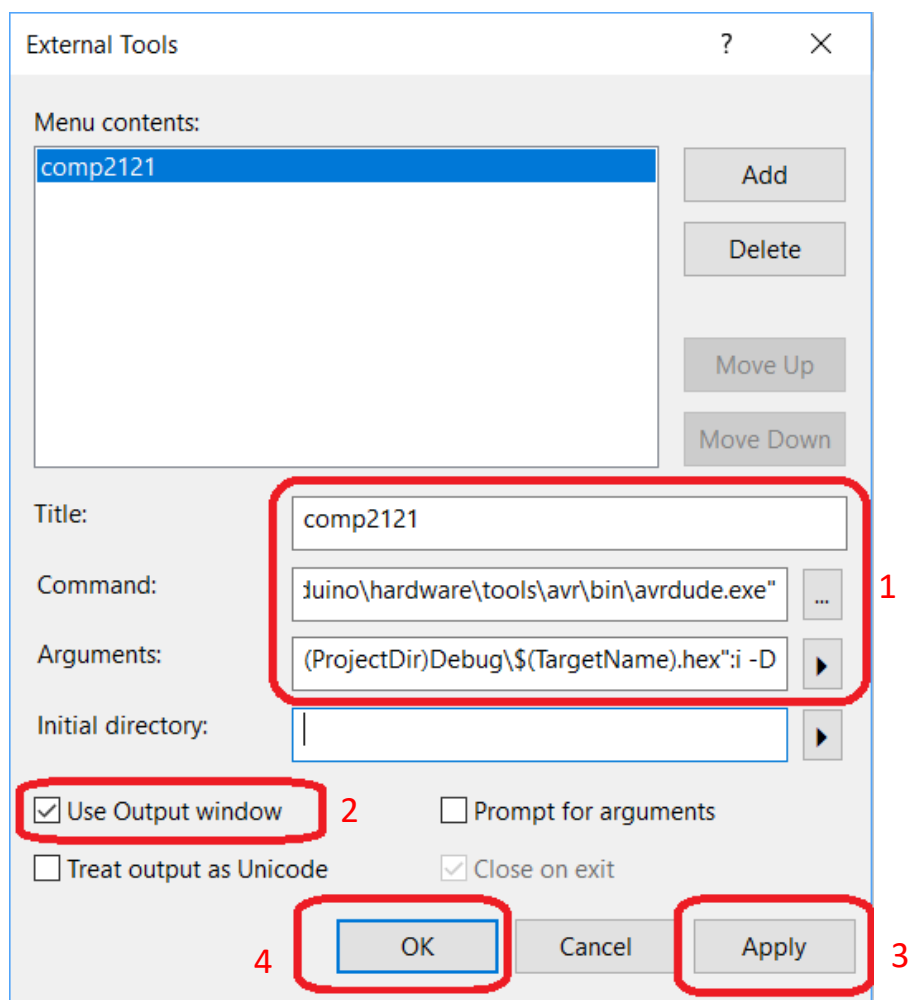 External Tools ?
Menu contents:
comp2121
Add
Delete
Move Up
Move Down
Title: comp2121
Command: duino\hardware\tools\avr\bin\avrdude.exe" ... 1
Arguments: (ProjectDir)Debug\$(TargetName).hex":i -D
Initial directory:
Use Output window 2 Prompt for arguments
Treat output as Unicode Close on exit
4 OK Cancel Apply 3